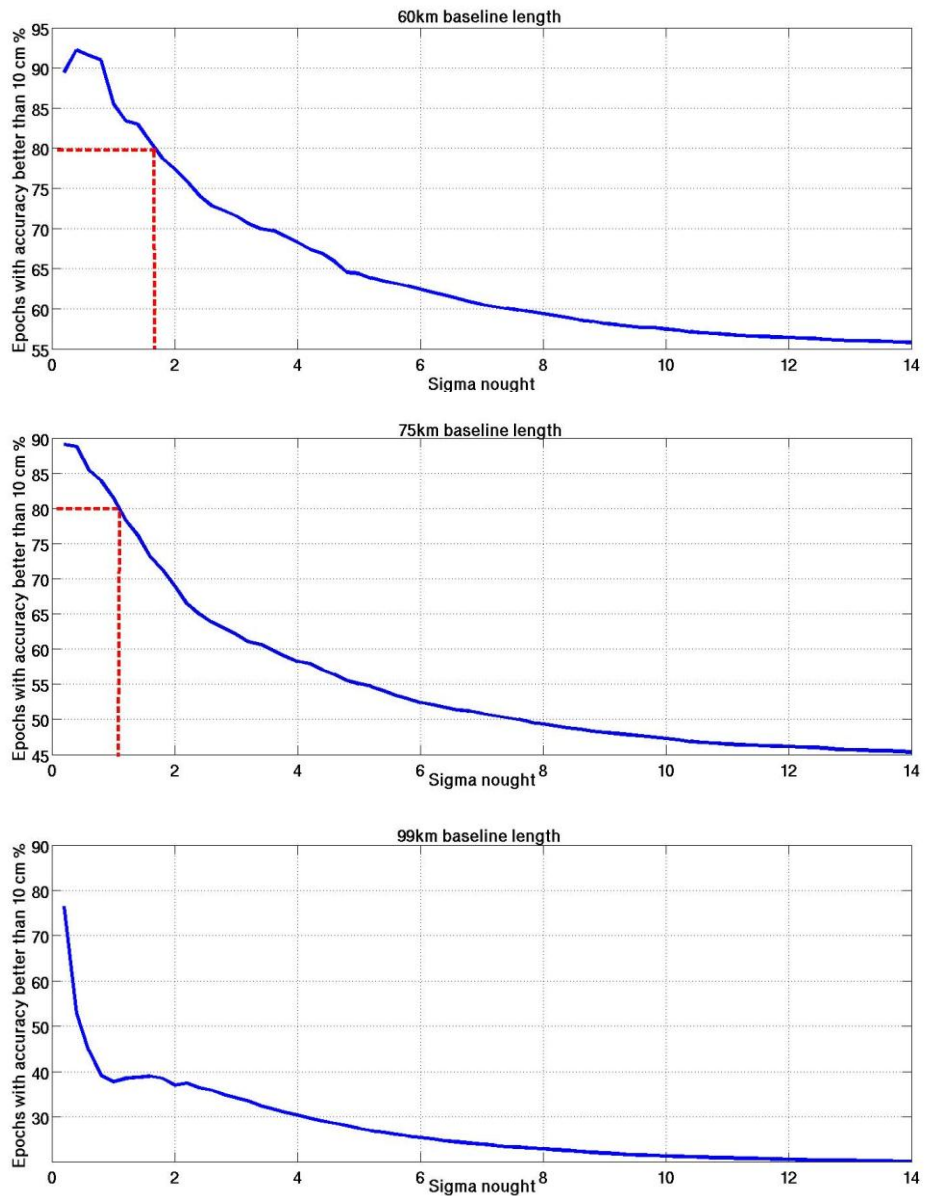 60km baseline length
Epochs with accuracy better than 10 cm %
95
90
85
80
75
70
65
60
55
0 2 4 6 8 10 12 14
Sigma nought
75km baseline length
Epochs with accuracy better than 10 cm %
90
85
80
75
70
65
60
55
50
45
0 2 4 6 8 10 12 14
Sigma nought
99km baseline length
Epochs with accuracy better than 10 cm %
90
80
70
60
50
40
30
0 2 4 6 8 10 12 14
Sigma nought